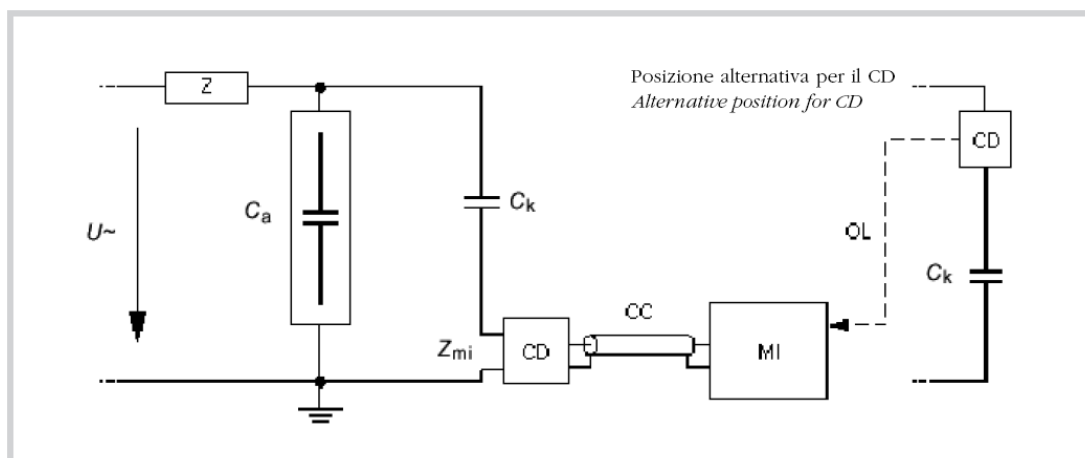 Z
Posizione alternativa per il CD
Alternative position for CD
CD
U~
Ca
Ck
OL
Ck
CC
Zmi
CD
MI